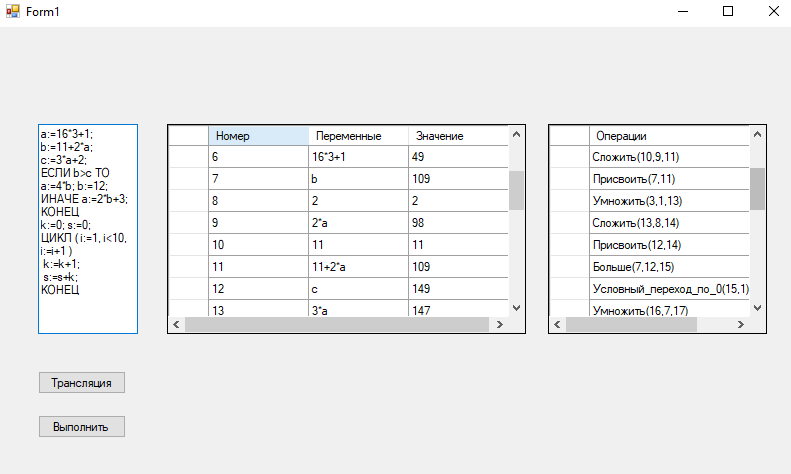 Form1
a:=16*3+1;
b:=11+2*a;
c:=3*a+2;
ЕСЛИ b>c ТО
a:=4*b; b:=12;
ИНАЧЕ a:=2*b+3;
КОНЕЦ
k:=0; s:=0;
ЦИКЛ ( i:=1, i<10,
i:=i+1 )
k:=k+1;
s:=s+k;
КОНЕЦ
Номер Переменные Значение
6 16*3+1 49
7 b 109
8 2 2
9 2*a 98
10 11 11
11 11+2*a 109
12 c 149
13 3*a 147
Операции
Сложить(10,9,11)
Присвоить(7,11)
Умножить(3,1,13)
Сложить(13,8,14)
Присвоить(12,14)
Больше(7,12,15)
Условный_переход_по_0(15,1)
Умножить(16,7,17)
Трансляция
Выполнить